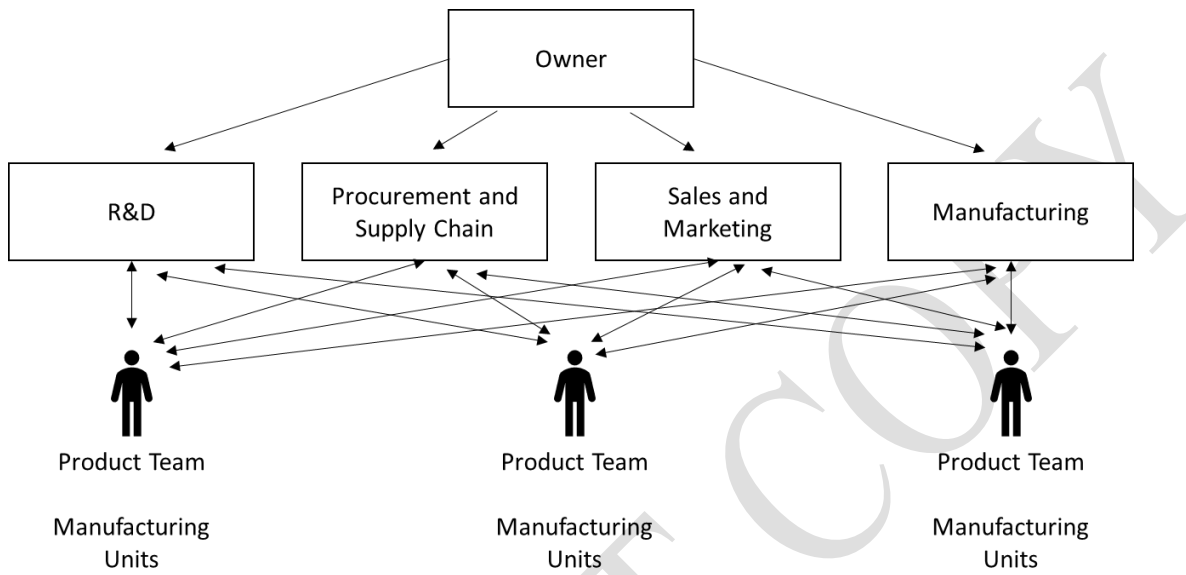 Owner
R&D
Procurement and
Supply Chain
Sales and
Marketing
Manufacturing
Product Team
Product Team
Product Team
Manufacturing
Units
Manufacturing
Units
Manufacturing
Units
COPY